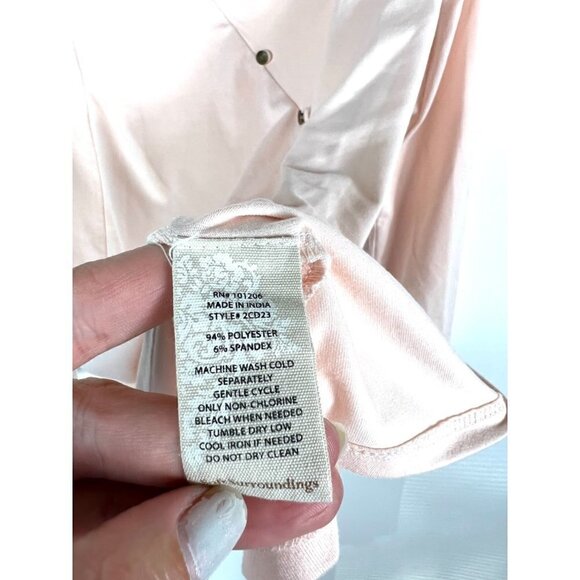 RN# 101206
MADE IN INDIA
STYLE# 2CD23
94% POLYESTER
6% SPANDEX
MACHINE WASH COLD
SEPARATELY
GENTLE CYCLE
ONLY NON-CHLORINE
BLEACH WHEN NEEDED
TUMBLE DRY LOW
COOL IRON IF NEEDED
DO NOT DRY CLEAN
Surroundings